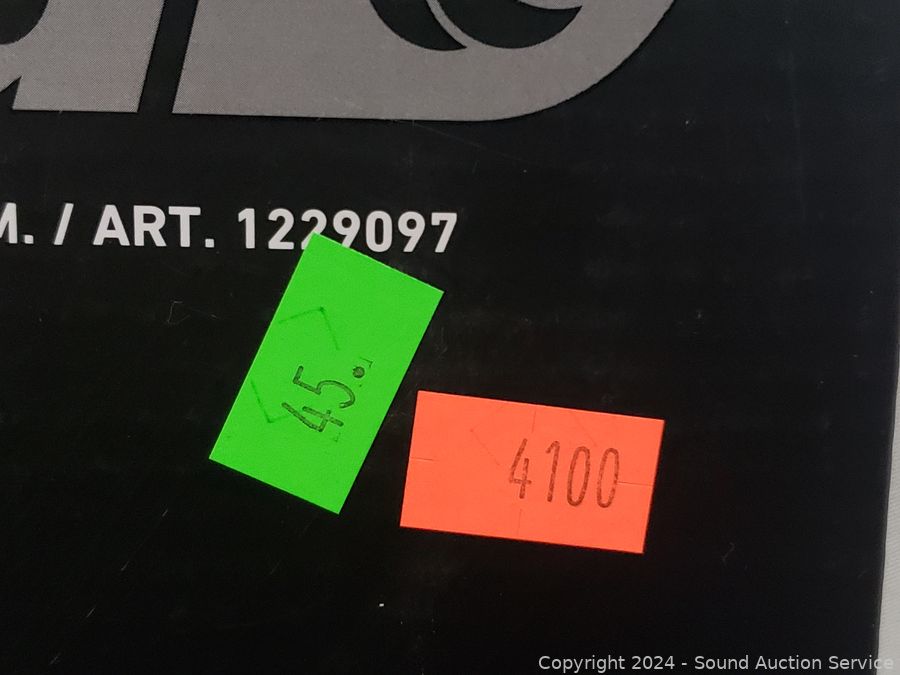 M. / ART. 1229097
45.
4100
Copyright 2024 - Sound Auction Service